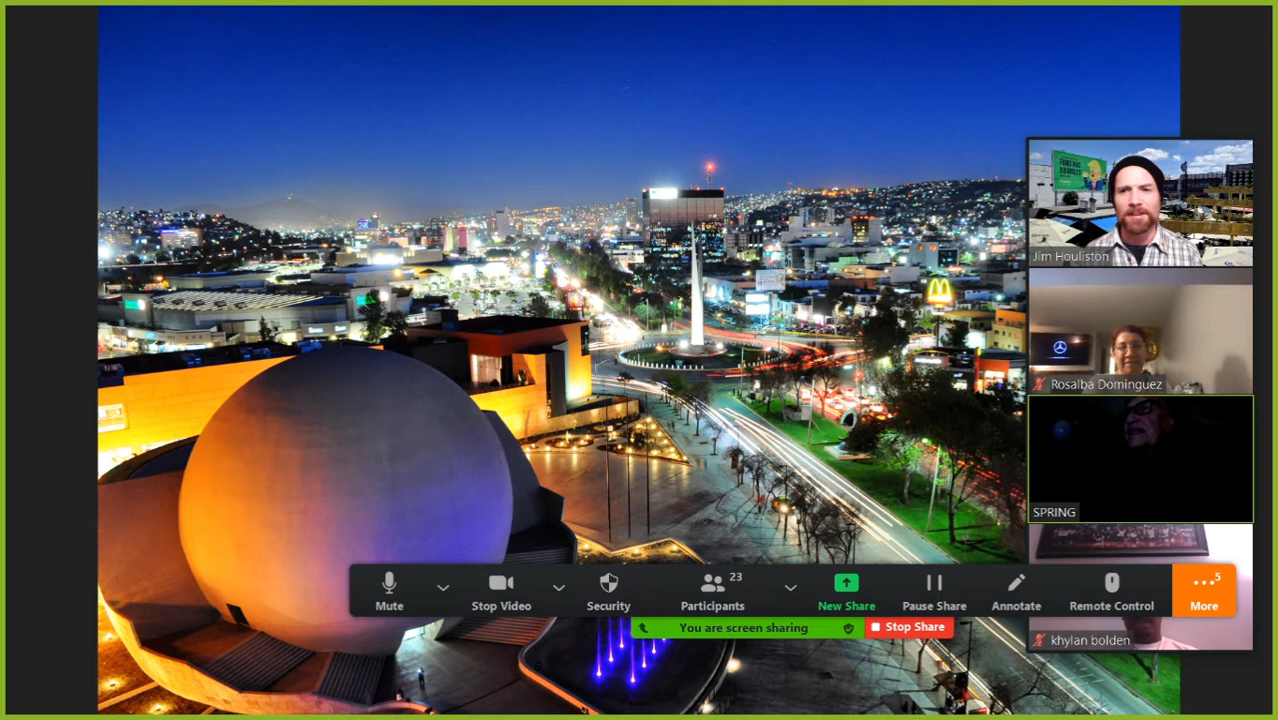 Jim Houliston
Rosalba Dominguez
SPRING
23
5
Mute
Stop Video
Security
Participants
New Share
Pause Share
Annotate
Remote Control
More
You are screen sharing
Stop Share
khylan bolden